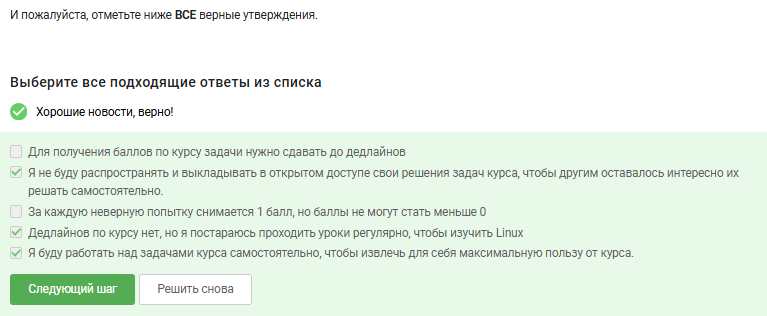 И пожалуйста, отметьте ниже ВСЕ верные утверждения.
Выберите все подходящие ответы из списка
Хорошие новости, верно!
Для получения баллов по курсу задачи нужно сдавать до дедлайнов
Я не буду распространять и выкладывать в открытом доступе свои решения задач курса, чтобы другим оставалось интересно их
решать самостоятельно.
За каждую неверную попытку снимается 1 балл, но баллы не могут стать меньше 0
Дедлайнов по курсу нет, но я постараюсь проходить уроки регулярно, чтобы изучить Linux
Я буду работать над задачами курса самостоятельно, чтобы извлечь для себя максимальную пользу от курса.
Следующий шаг
Решить снова